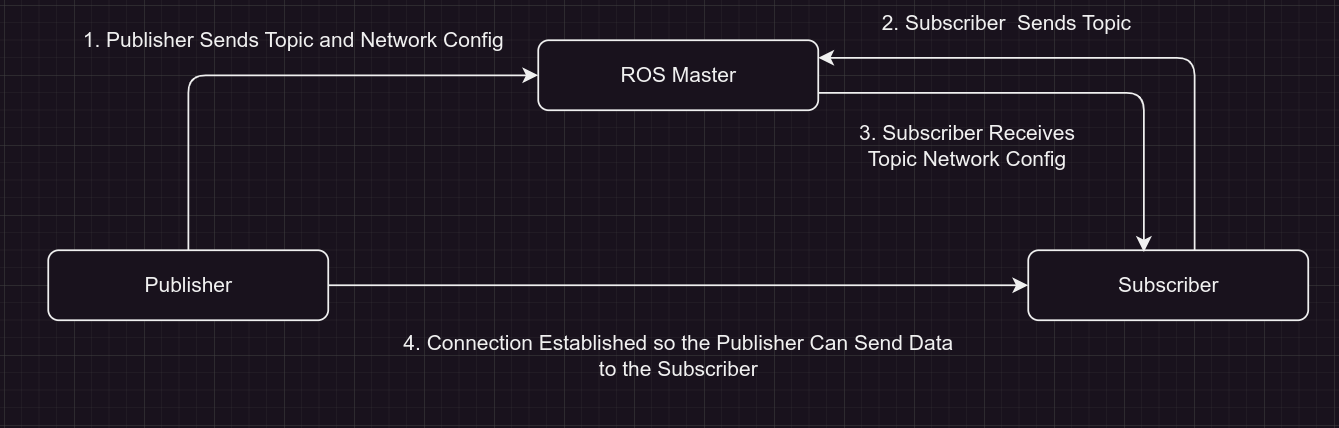 1. Publisher Sends Topic and Network Config
2. Subscriber  Sends Topic
ROS Master
3. Subscriber Receives
Topic Network Config
Publisher
Subscriber
4. Connection Established so the Publisher Can Send Data
to the Subscriber